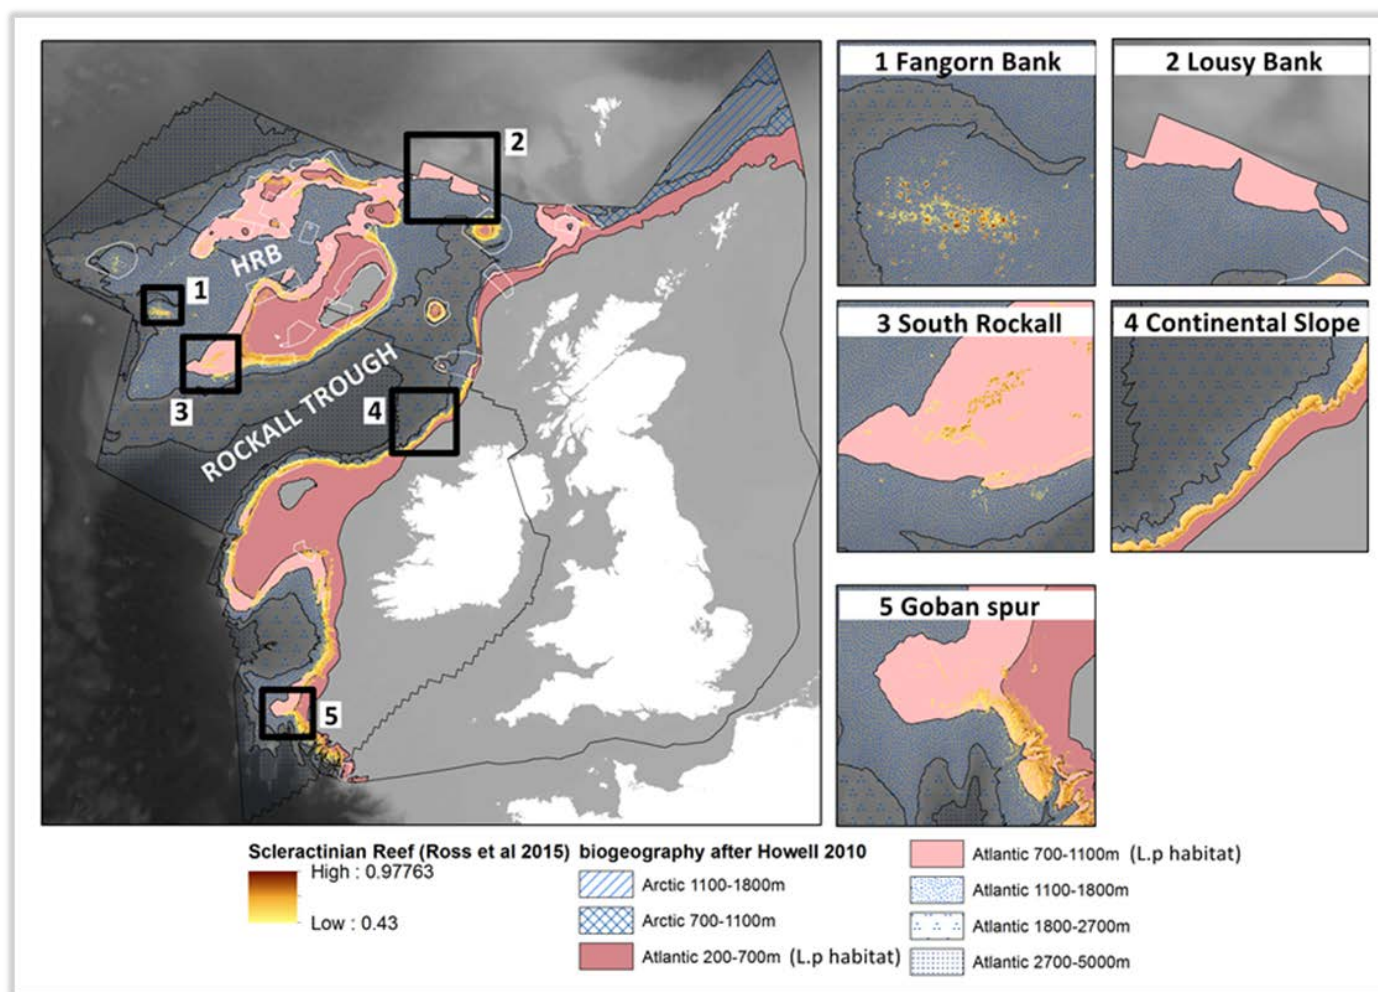 1 Fangorn Bank
2 Lousy Bank
2
HRB
1
3 South Rockall
4 Continental Slope
ROCKALL TROUGH
3
4
5 Goban spur
5
Scleractinian Reef (Ross et al 2015) biogeography after Howell 2010
High : 0.97763
Low : 0.43
Arctic 1100-1800m
Arctic 700-1100m
Atlantic 200-700m (L.p habitat)
Atlantic 700-1100m (L.p habitat)
Atlantic 1100-1800m
Atlantic 1800-2700m
Atlantic 2700-5000m